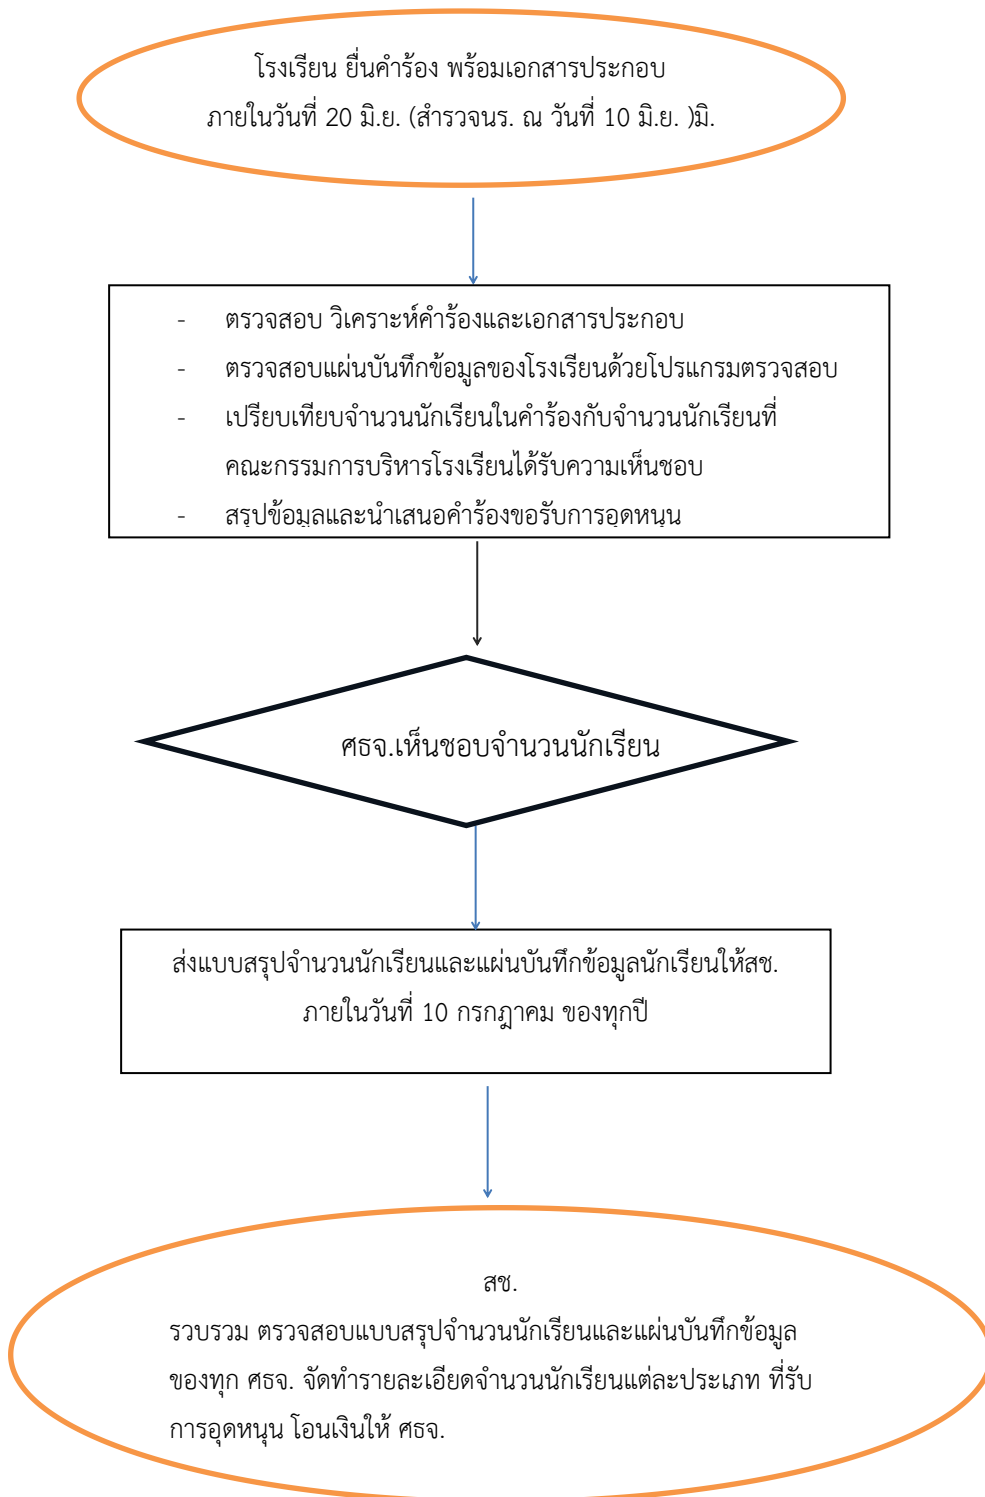 โรงเรียน ยื่นคำร้อง พร้อมเอกสารประกอบ
ภายในวันที่ 20 มิ.ย. (สำรวจนร. ณ วันที่ 10 มิ.ย. )มิ.
- ตรวจสอบ วิเคราะห์คำร้องและเอกสารประกอบ
- ตรวจสอบแผ่นบันทึกข้อมูลของโรงเรียนด้วยโปรแกรมตรวจสอบ
- เปรียบเทียบจำนวนนักเรียนในคำร้องกับจำนวนนักเรียนที่
คณะกรรมการบริหารโรงเรียนได้รับความเห็นชอบ
- สรุปข้อมูลและนำเสนอคำร้องขอรับการอุดหนุน
ศธจ.เห็นชอบจำนวนนักเรียน
ส่งแบบสรุปจำนวนนักเรียนและแผ่นบันทึกข้อมูลนักเรียนให้สช.
ภายในวันที่ 10 กรกฎาคม ของทุกปี
สช.
รวบรวม ตรวจสอบแบบสรุปจำนวนนักเรียนและแผ่นบันทึกข้อมูล
ของทุก ศธจ. จัดทำรายละเอียดจำนวนนักเรียนแต่ละประเภท ที่รับ
การอุดหนุน โอนเงินให้ ศธจ.